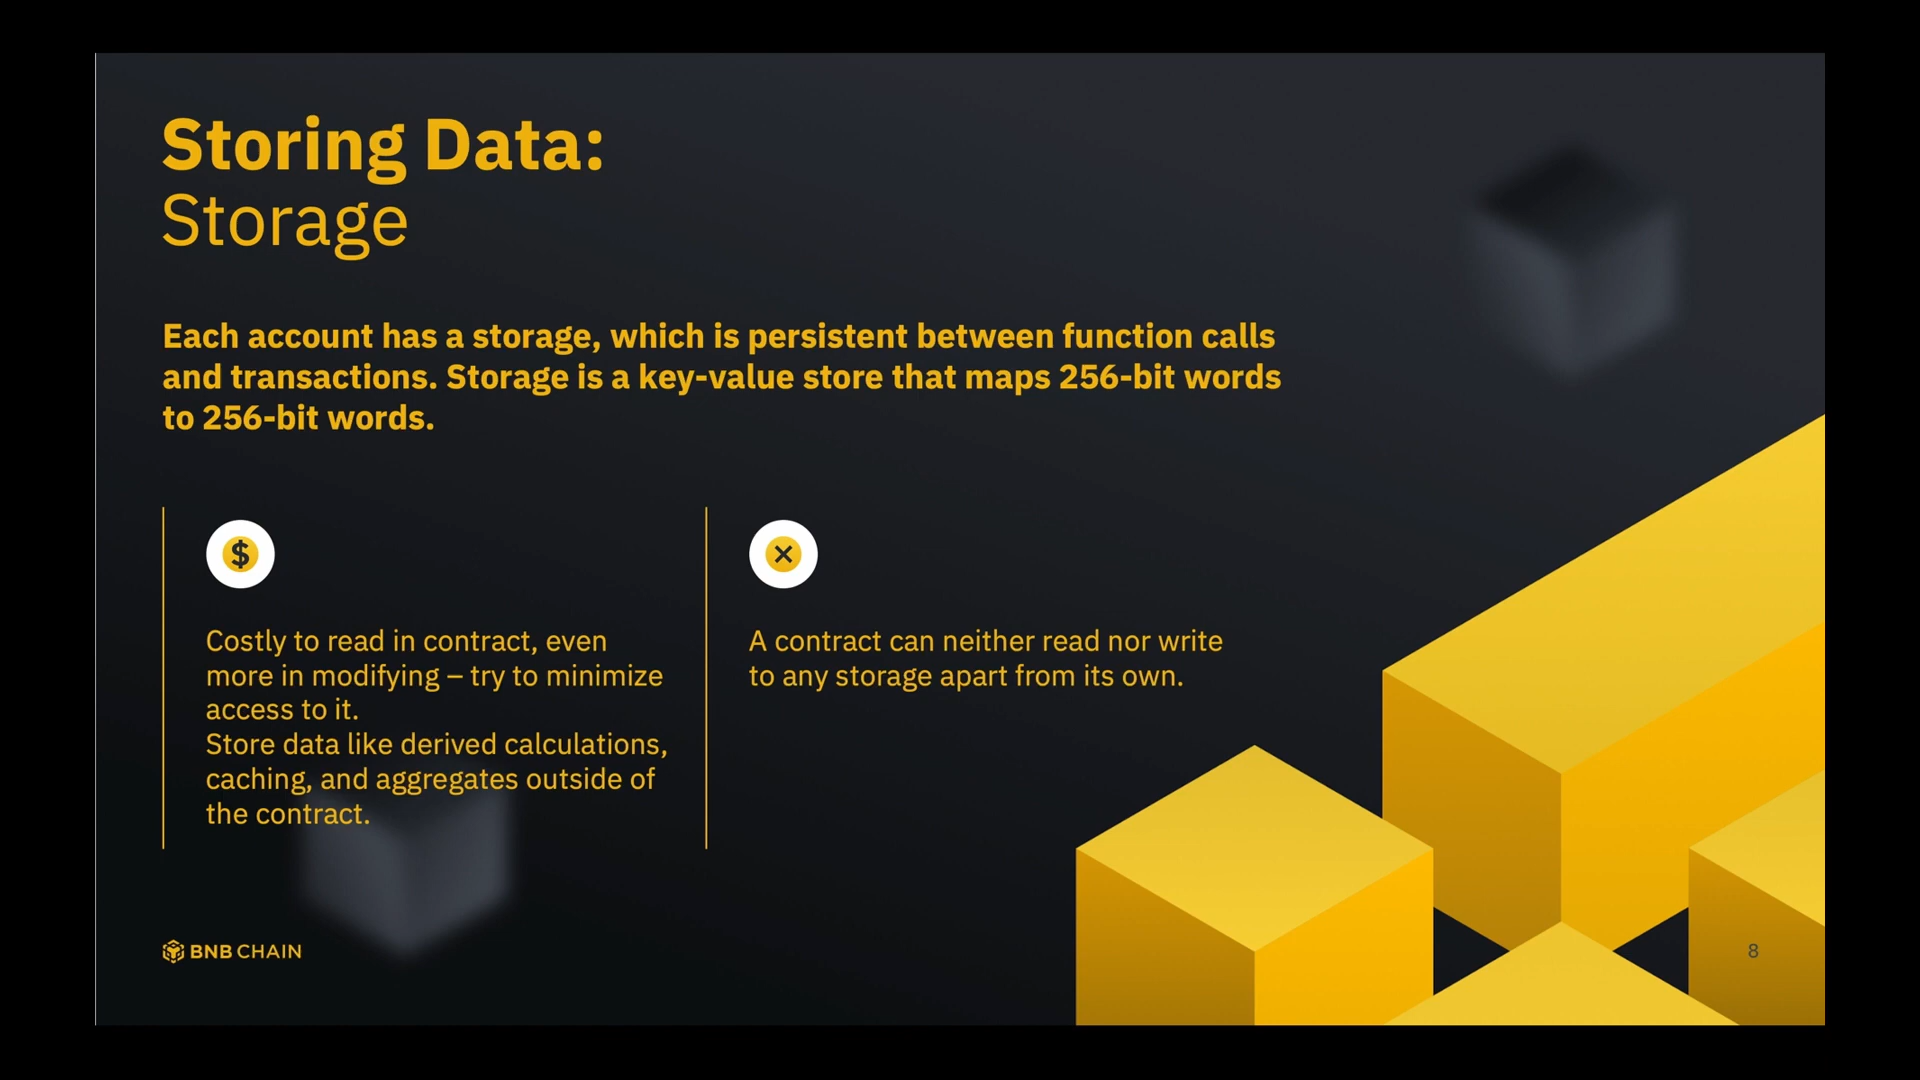 Storing Data:
Storage
Each account has a storage, which is persistent between function calls
and transactions. Storage is a key-value store that maps 256-bit words
to 256-bit words.
$
Costly to read in contract, even
more in modifying – try to minimize
access to it.
Store data like derived calculations,
caching, and aggregates outside of
the contract.
A contract can neither read nor write
to any storage apart from its own.
BNB CHAIN
8